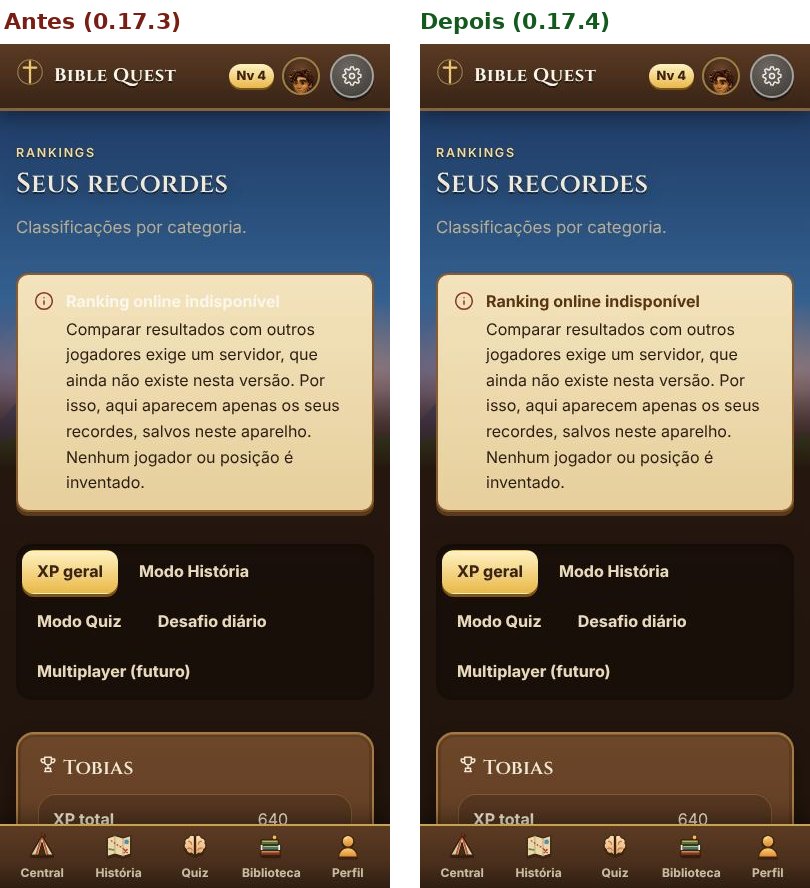 Antes (0.17.3)
Bible Quest
Nv 4
RANKINGS
Seus recordes
Classificações por categoria.
Ranking online indisponível
Comparar resultados com outros
jogadores exige um servidor, que
ainda não existe nesta versão. Por
isso, aqui aparecem apenas os seus
recordes, salvos neste aparelho.
Nenhum jogador ou posição é
inventado.
XP geral Modo História
Modo Quiz Desafio diário
Multiplayer (futuro)
Tobias
XP total 640
Central História Quiz Biblioteca Perfil
Depois (0.17.4)
Bible Quest
Nv 4
RANKINGS
Seus recordes
Classificações por categoria.
Ranking online indisponível
Comparar resultados com outros
jogadores exige um servidor, que
ainda não existe nesta versão. Por
isso, aqui aparecem apenas os seus
recordes, salvos neste aparelho.
Nenhum jogador ou posição é
inventado.
XP geral Modo História
Modo Quiz Desafio diário
Multiplayer (futuro)
Tobias
XP total 640
Central História Quiz Biblioteca Perfil